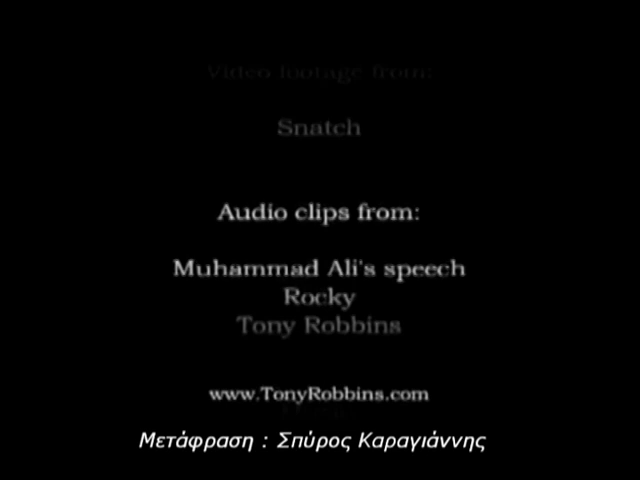 Video footage from:
Snatch
Audio clips from:
Muhammad Ali's speech
Rocky
Tony Robbins
www.TonyRobbins.com
Μετάφραση : Σπύρος Καραγιάννης